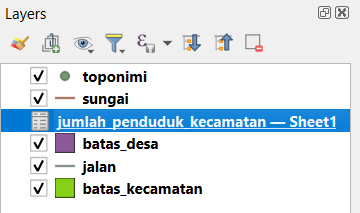 Layers
toponimi
sungai
jumlah_penduduk_kecamatan — Sheet1
batas_desa
jalan
batas_kecamatan